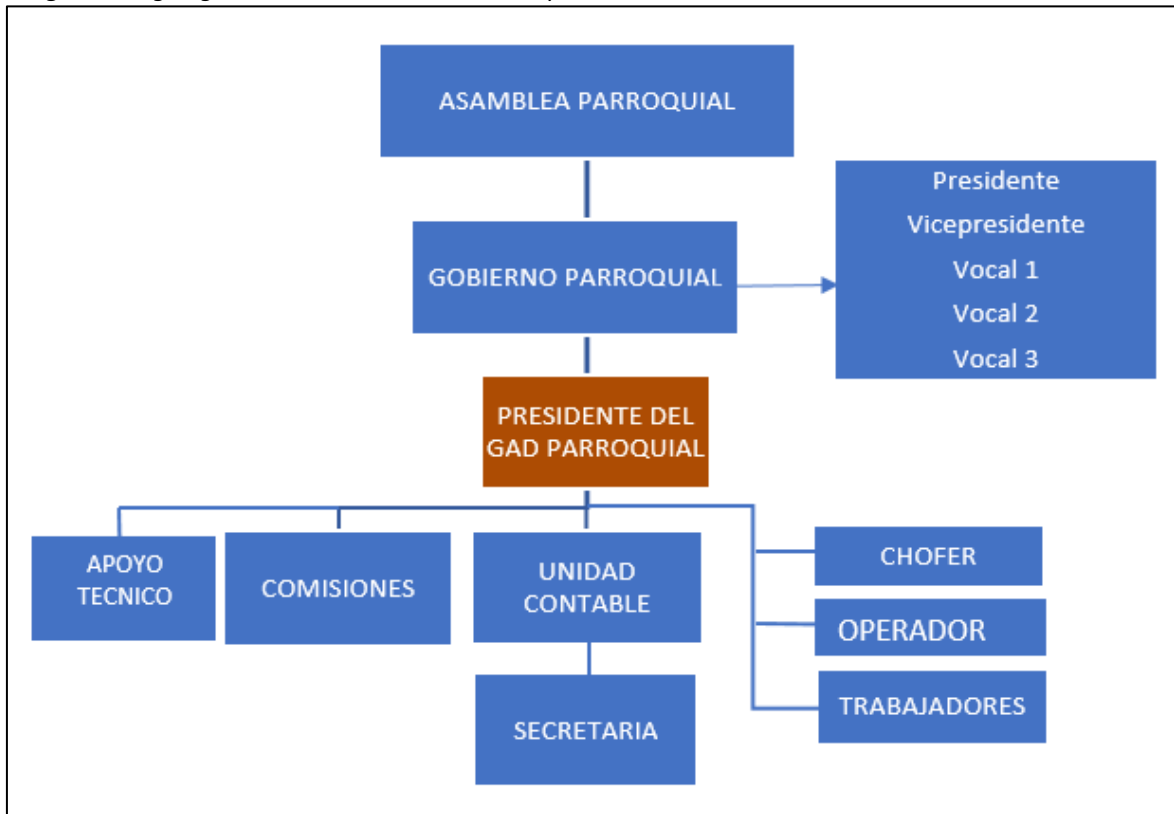 ASAMBLEA PARROQUIAL
GOBIERNO PARROQUIAL
Presidente
Vicepresidente
Vocal 1
Vocal 2
Vocal 3
PRESIDENTE DEL
GAD PARROQUIAL
APOYO
TECNICO
COMISIONES
UNIDAD
CONTABLE
SECRETARIA
CHOFER
OPERADOR
TRABAJADORES